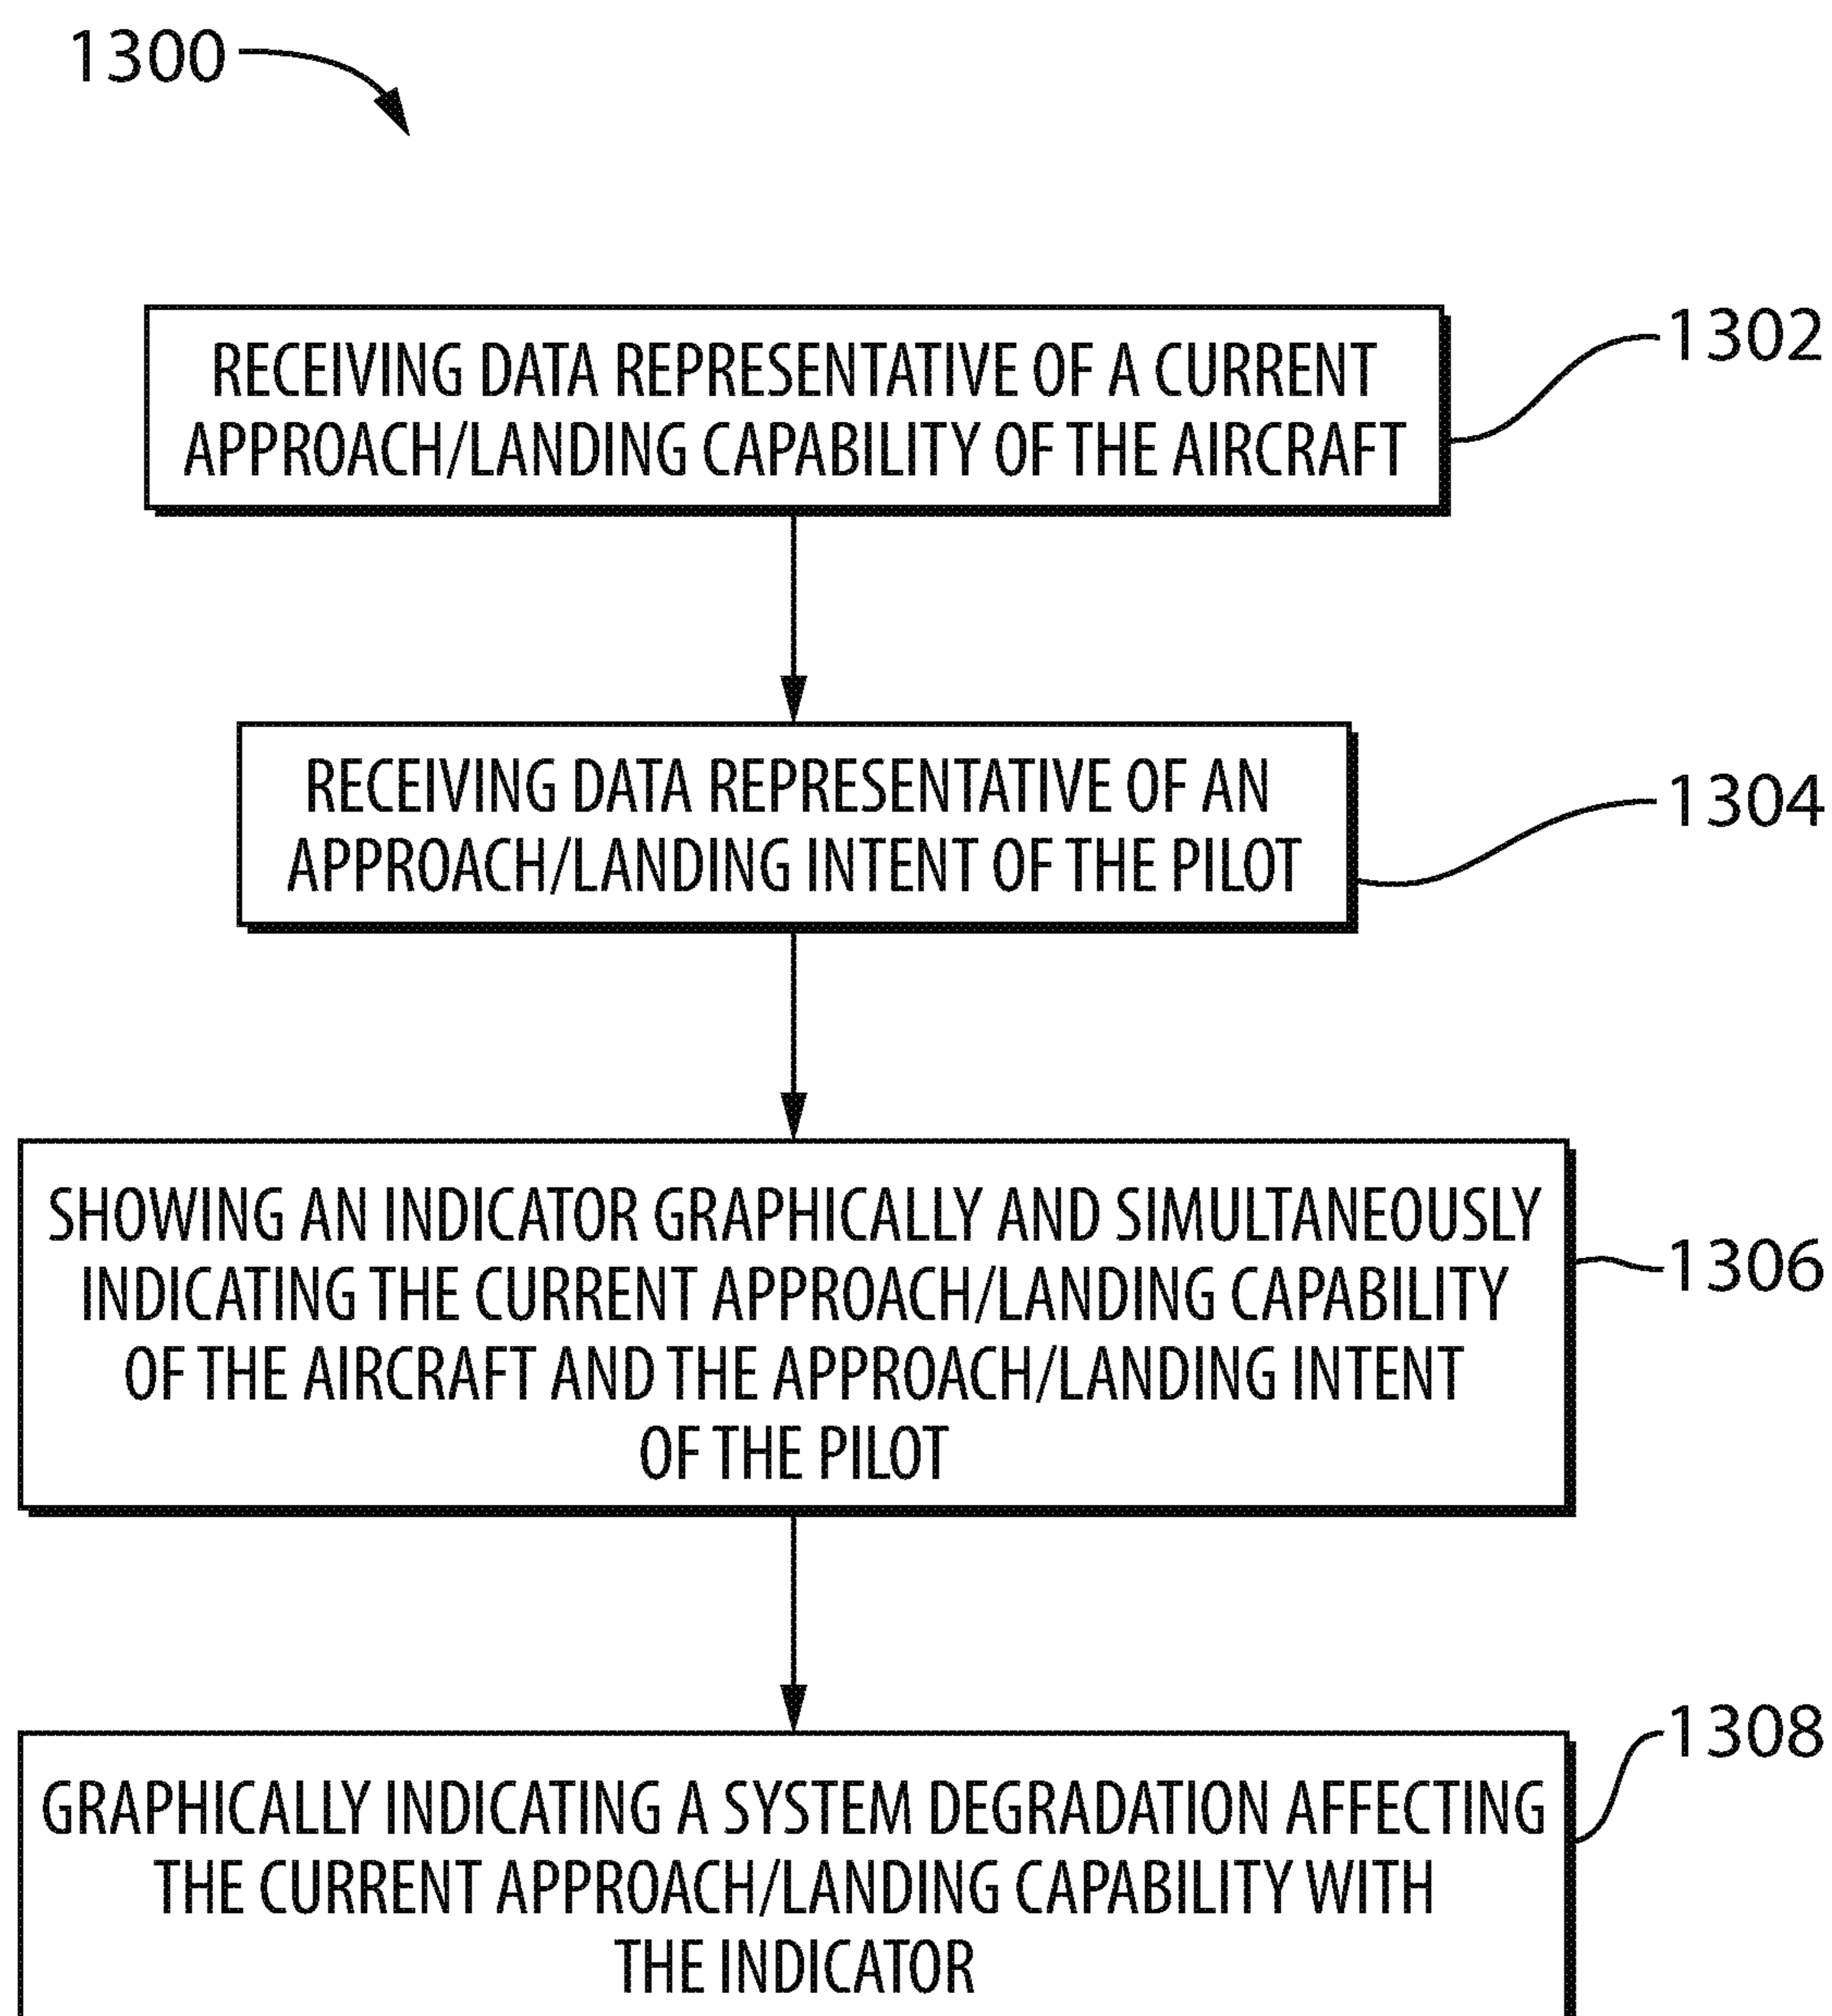 1300
RECEIVING DATA REPRESENTATIVE OF A CURRENT
APPROACH/LANDING CAPABILITY OF THE AIRCRAFT
1302
RECEIVING DATA REPRESENTATIVE OF AN
APPROACH/LANDING INTENT OF THE PILOT
1304
SHOWING AN INDICATOR GRAPHICALLY AND SIMULTANEOUSLY
INDICATING THE CURRENT APPROACH/LANDING CAPABILITY
OF THE AIRCRAFT AND THE APPROACH/LANDING INTENT
OF THE PILOT
1306
GRAPHICALLY INDICATING A SYSTEM DEGRADATION AFFECTING
THE CURRENT APPROACH/LANDING CAPABILITY WITH
THE INDICATOR
1308